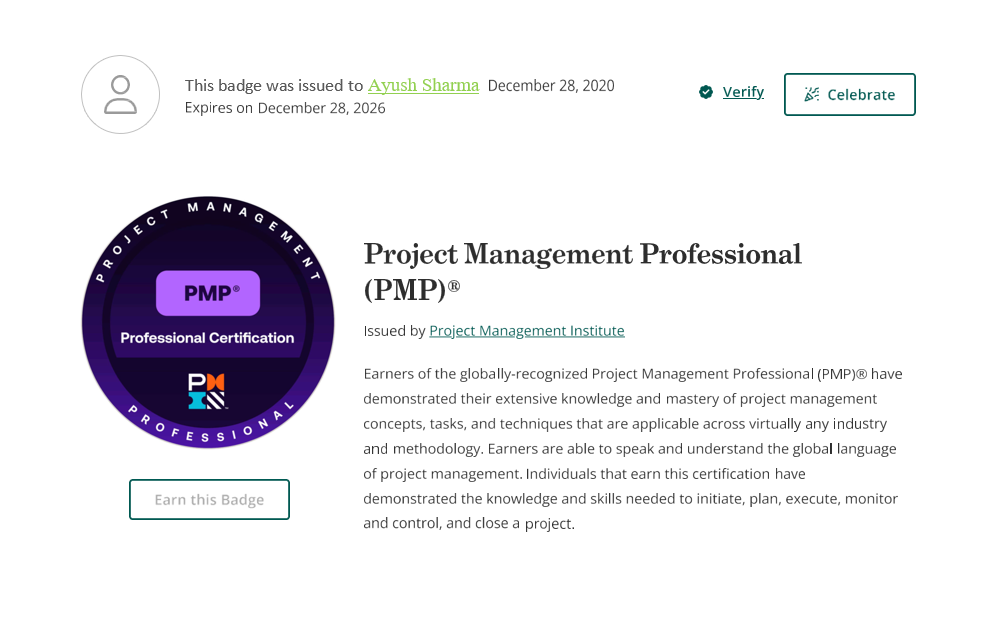 This badge was issued to Ayush Sharma December 28, 2020
Expires on December 28, 2026
Verify
Celebrate
PROJECT MANAGEMENT
PMP®
Professional Certification
PMI™
PROFESSIONAL
Earn this Badge
Project Management Professional
(PMP)®
Issued by Project Management Institute
Earners of the globally-recognized Project Management Professional (PMP)® have
demonstrated their extensive knowledge and mastery of project management
concepts, tasks, and techniques that are applicable across virtually any industry
and methodology. Earners are able to speak and understand the global language
of project management. Individuals that earn this certification have
demonstrated the knowledge and skills needed to initiate, plan, execute, monitor
and control, and close a project.